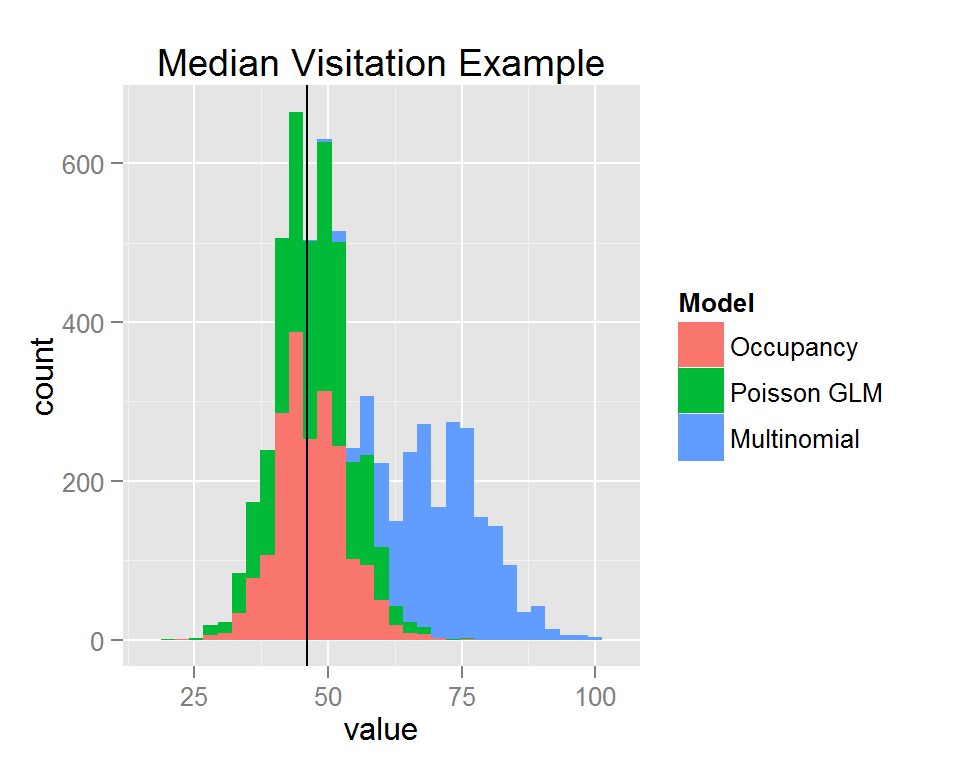 Median Visitation Example
600
400
200
0
count
25 50 75 100
value
Model
Occupancy
Poisson GLM
Multinomial